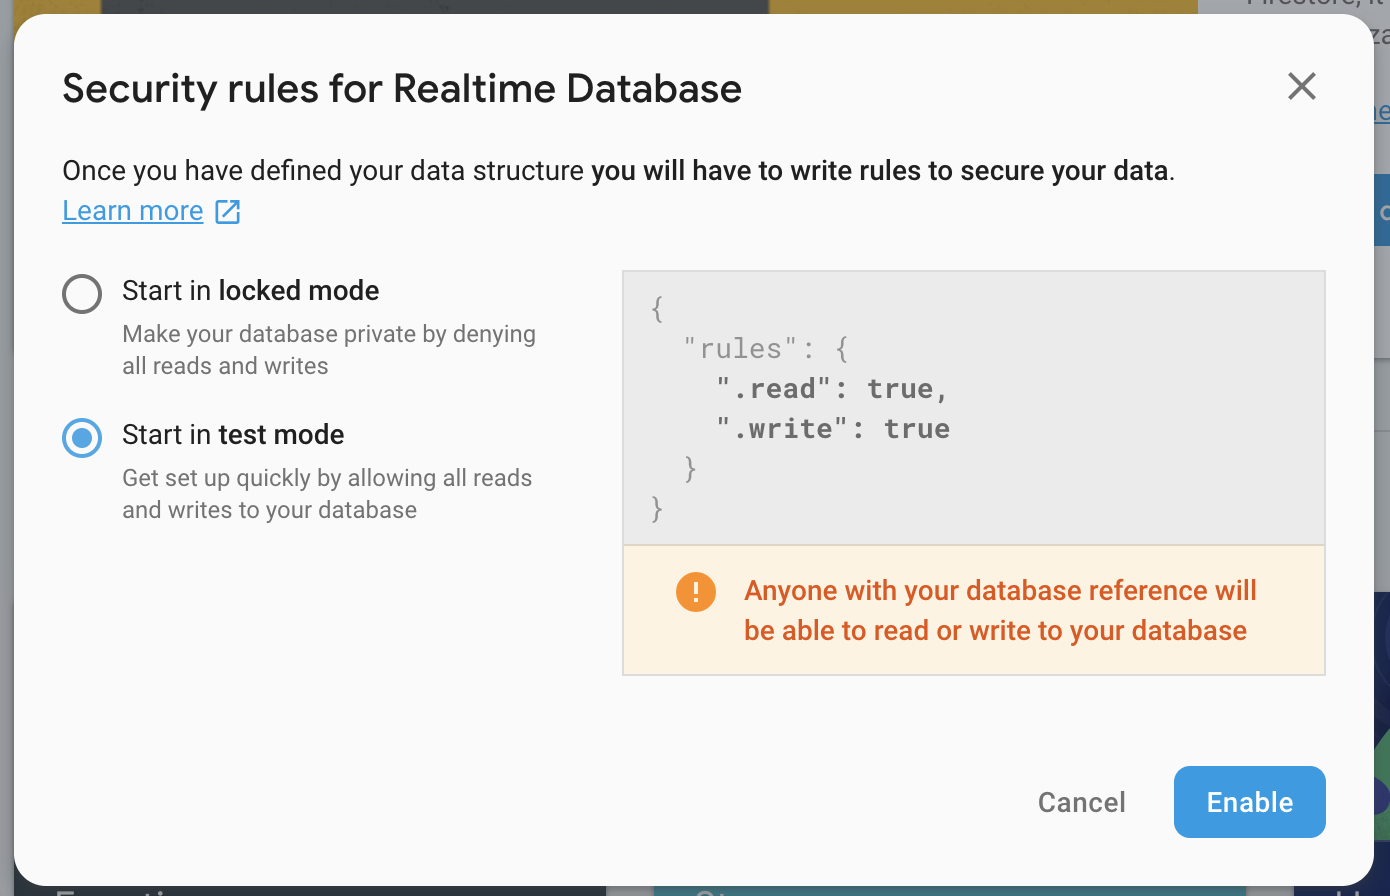 Security rules for Realtime Database
Once you have defined your data structure you will have to write rules to secure your data.
Learn more
Start in locked mode
Make your database private by denying
all reads and writes
Start in test mode
Get set up quickly by allowing all reads
and writes to your database
{
"rules": {
".read": true,
".write": true
}
}
Anyone with your database reference will
be able to read or write to your database
Cancel
Enable